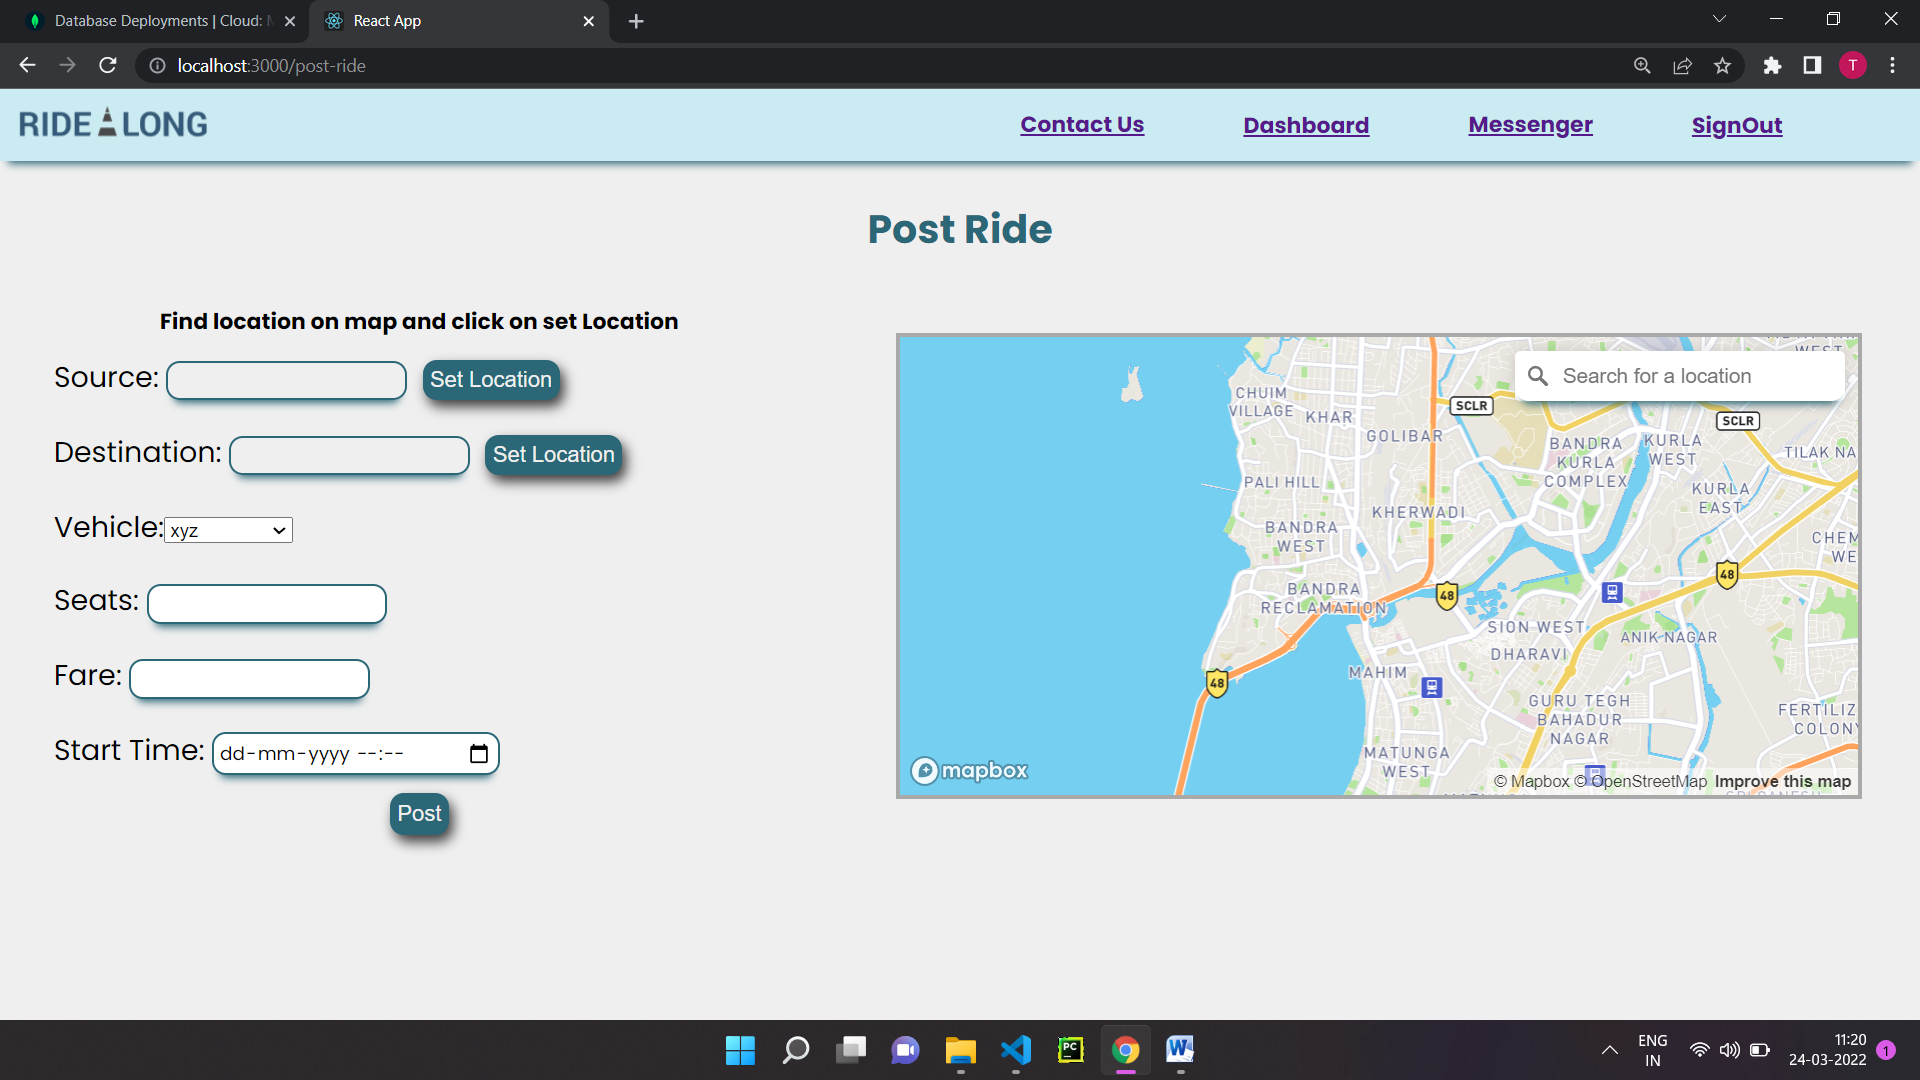 Database Deployments | Cloud:
React App
localhost:3000/post-ride
T
RIDE LONG
Contact Us
Dashboard
Messenger
SignOut
Post Ride
Find location on map and click on set Location
Source:
Set Location
Destination:
Set Location
Vehicle:
xyz
Seats:
Fare:
Start Time:
dd-mm-yyyy --:--
Post
Search for a location
CHUIM
VILLAGE
KHAR
GOLIBAR
SCLR
SCLR
WEST
BANDRA
KURLA
COMPLEX
KURLA
WEST
TILAK NA
PALI HILL
KHERWADI
KURLA
EAST
BANDRA
WEST
CHEM
WE
48
BANDRA
RECLAMATION
48
SION WEST
ANIK NAGAR
DHARAVI
MAHIM
48
GURU TEGH
BAHADUR
NAGAR
FERTILIZ
COLONY
MATUNGA
WEST
mapbox
© Mapbox © OpenStreetMap Improve this map
PC
W
ENG
IN
11:20
24-03-2022
1